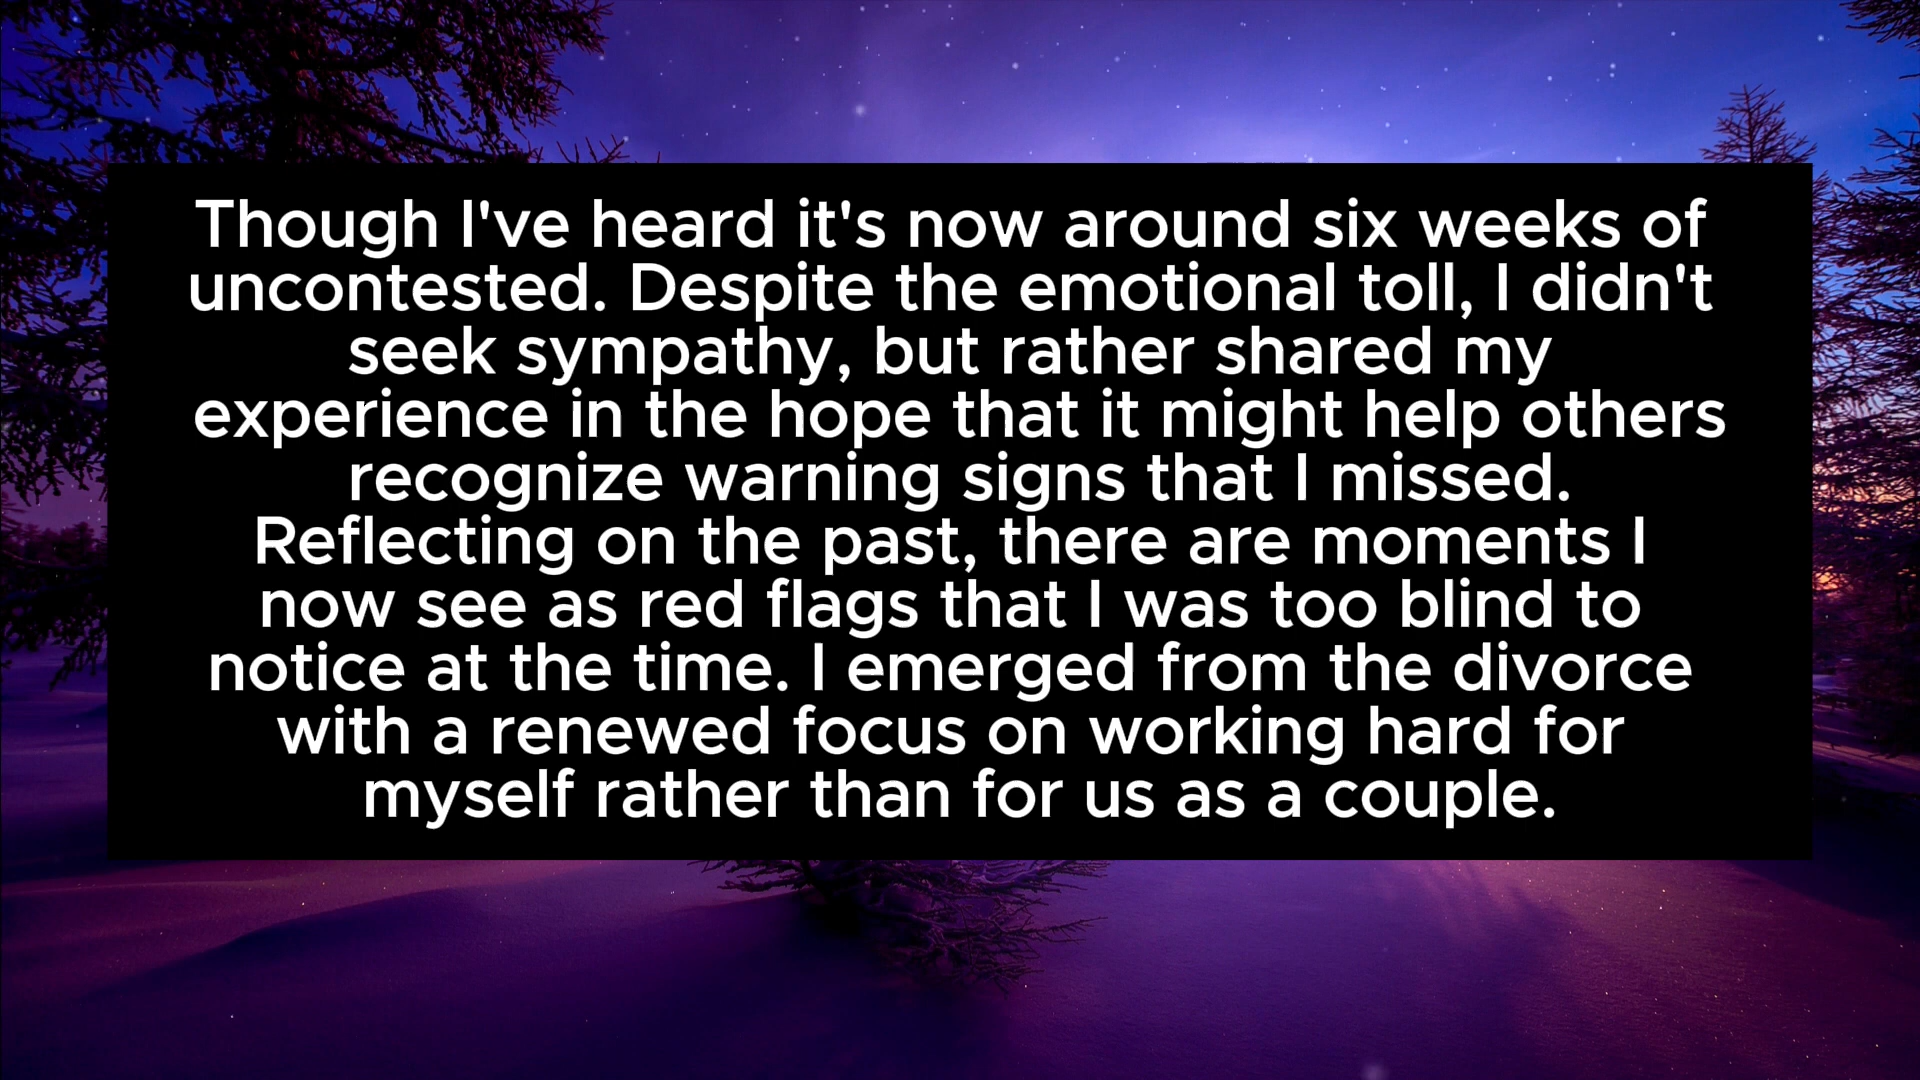 Though I've heard it's now around six weeks of
uncontested. Despite the emotional toll, I didn't
seek sympathy, but rather shared my
experience in the hope that it might help others
recognize warning signs that I missed.
Reflecting on the past, there are moments I
now see as red flags that I was too blind to
notice at the time. I emerged from the divorce
with a renewed focus on working hard for
myself rather than for us as a couple.